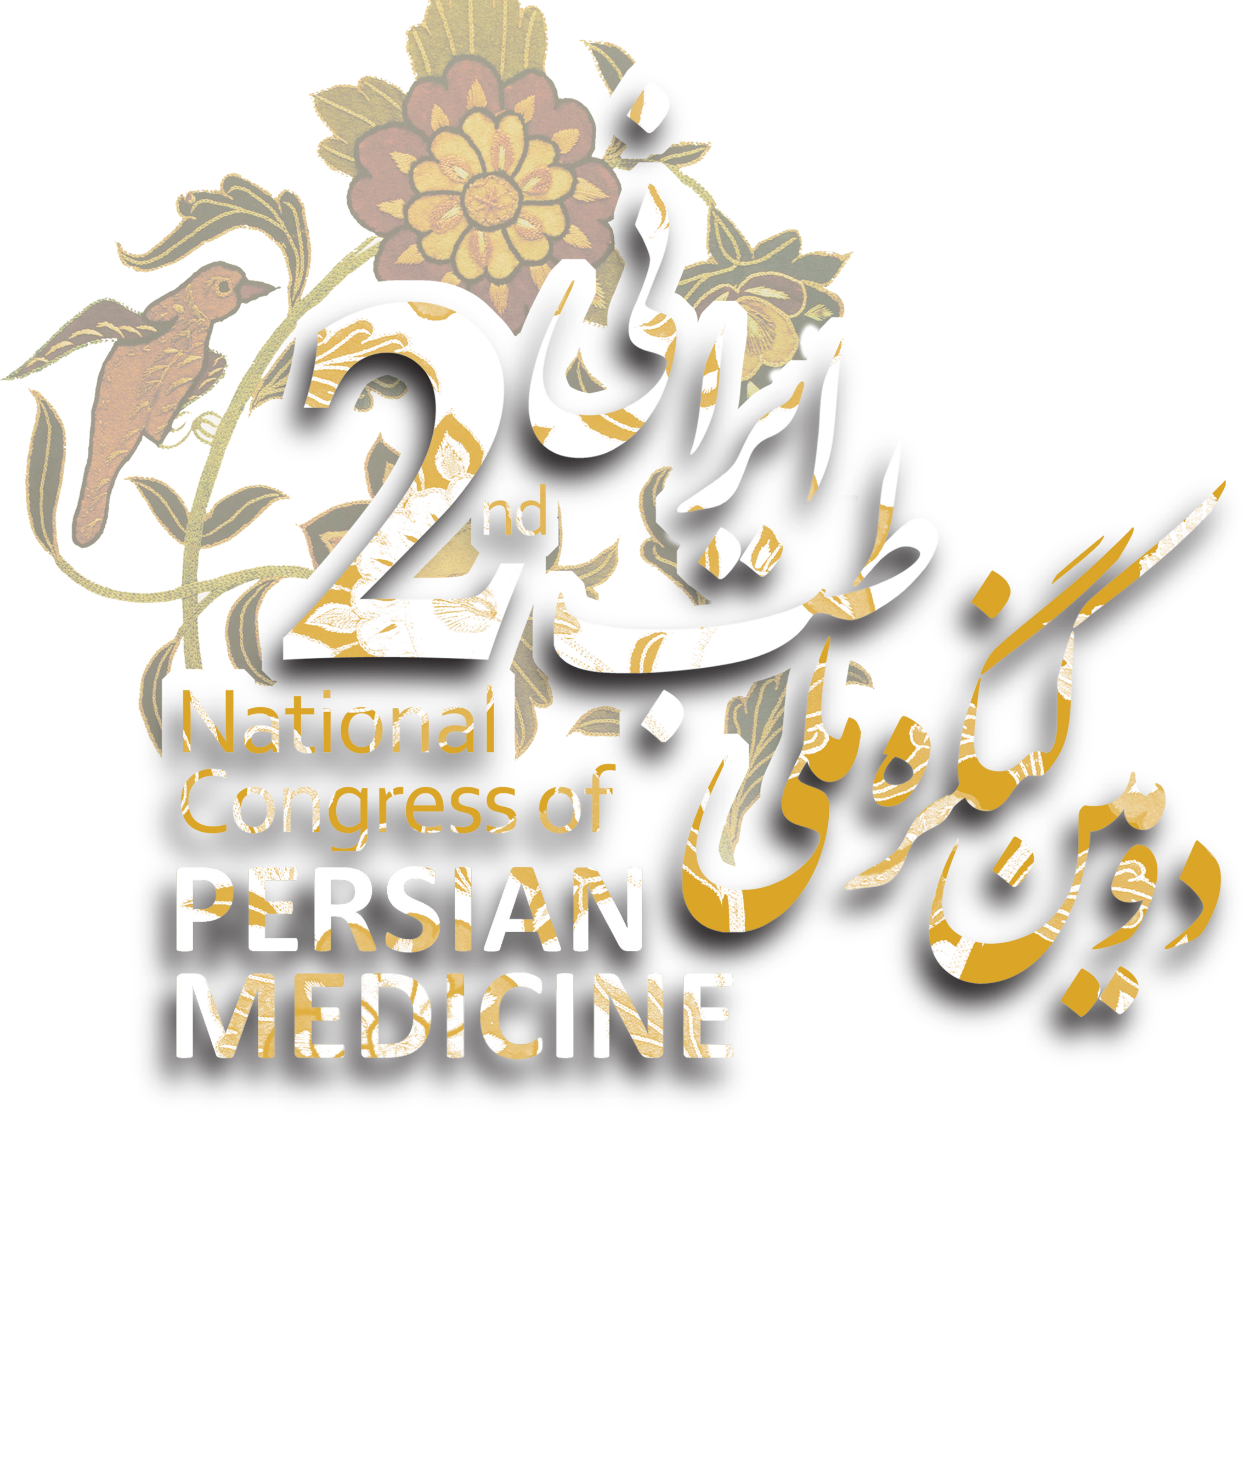 دومین کنگره ملی
طب ایرانی
2nd
National
Congress of
PERSIAN
MEDICINE